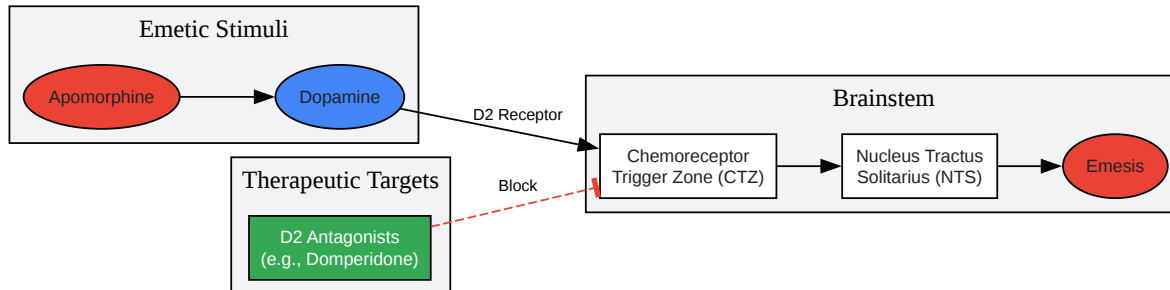 Emetic Stimuli
Apomorphine
Dopamine
D2 Receptor
Brainstem
Chemoreceptor
Trigger Zone (CTZ)
Nucleus Tractus
Solitarius (NTS)
Emesis
Therapeutic Targets
Block
D2 Antagonists
(e.g., Domperidone)